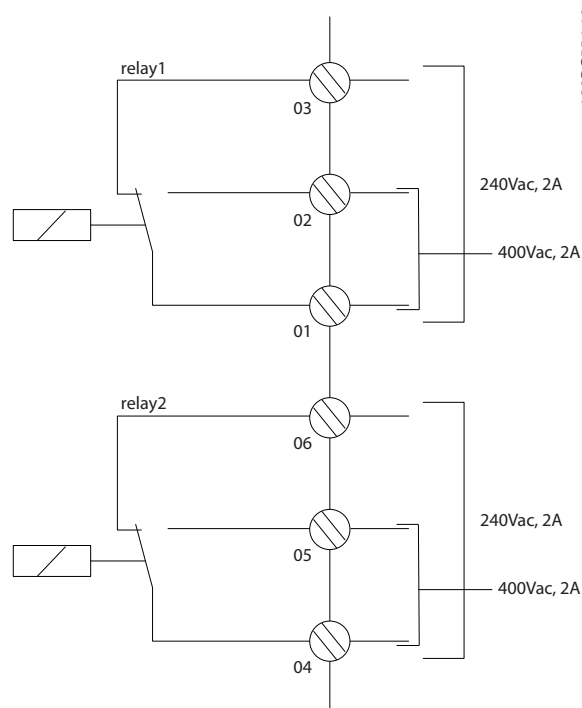 relay1
03
240Vac, 2A
02
400Vac, 2A
01
relay2
06
240Vac, 2A
05
400Vac, 2A
04